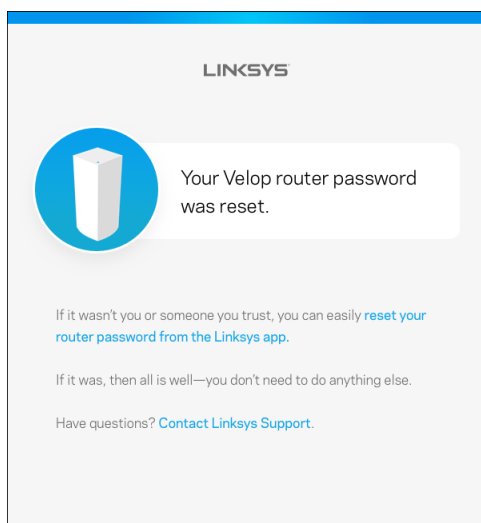 LINKSYS
Your Velop router password
was reset.
If it wasn't you or someone you trust, you can easily reset your
router password from the Linksys app.
If it was, then all is well—you don't need to do anything else.
Have questions? Contact Linksys Support.